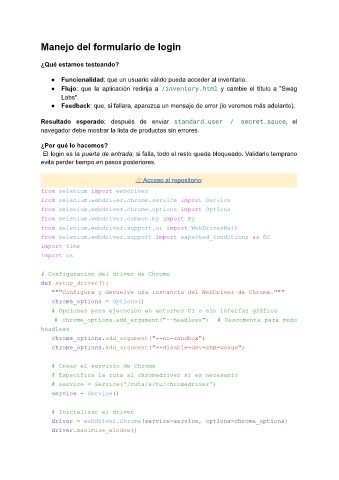 Manejo del formulario de login
¿Qué estamos testeando?
● Funcionalidad: que un usuario válido pueda acceder al inventario.
● Flujo: que la aplicación redirija a /inventory.html y cambie el título a "Swag
Labs".
● Feedback: que, si fallara, aparezca un mensaje de error (lo veremos más adelante).
Resultado esperado: después de enviar standard_user / secret_sauce, el
navegador debe mostrar la lista de productos sin errores.
¿Por qué lo hacemos?
El login es la puerta de entrada; si falla, todo el resto queda bloqueado. Validarlo temprano
evita perder tiempo en pasos posteriores.
Acceso al repositorio
from selenium import webdriver
from selenium.webdriver.chrome.service import Service
from selenium.webdriver.chrome.options import Options
from selenium.webdriver.common.by import By
from selenium.webdriver.support.ui import WebDriverWait
from selenium.webdriver.support import expected_conditions as EC
import time
import os
# Configuración del driver de Chrome
def setup_driver():
"""Configura y devuelve una instancia del WebDriver de Chrome."""
chrome_options = Options()
# Opciones para ejecución en entornos CI o sin interfaz gráfica
# chrome_options.add_argument("--headless") # Descomenta para modo
headless
chrome_options.add_argument("--no-sandbox")
chrome_options.add_argument("--disable-dev-shm-usage")
# Crear el servicio de Chrome
# Especifica la ruta al chromedriver si es necesario
# service = Service('/ruta/a/tu/chromedriver')
service = Service()
# Inicializar el driver
driver = webdriver.Chrome(service=service, options=chrome_options)
driver.maximize_window()